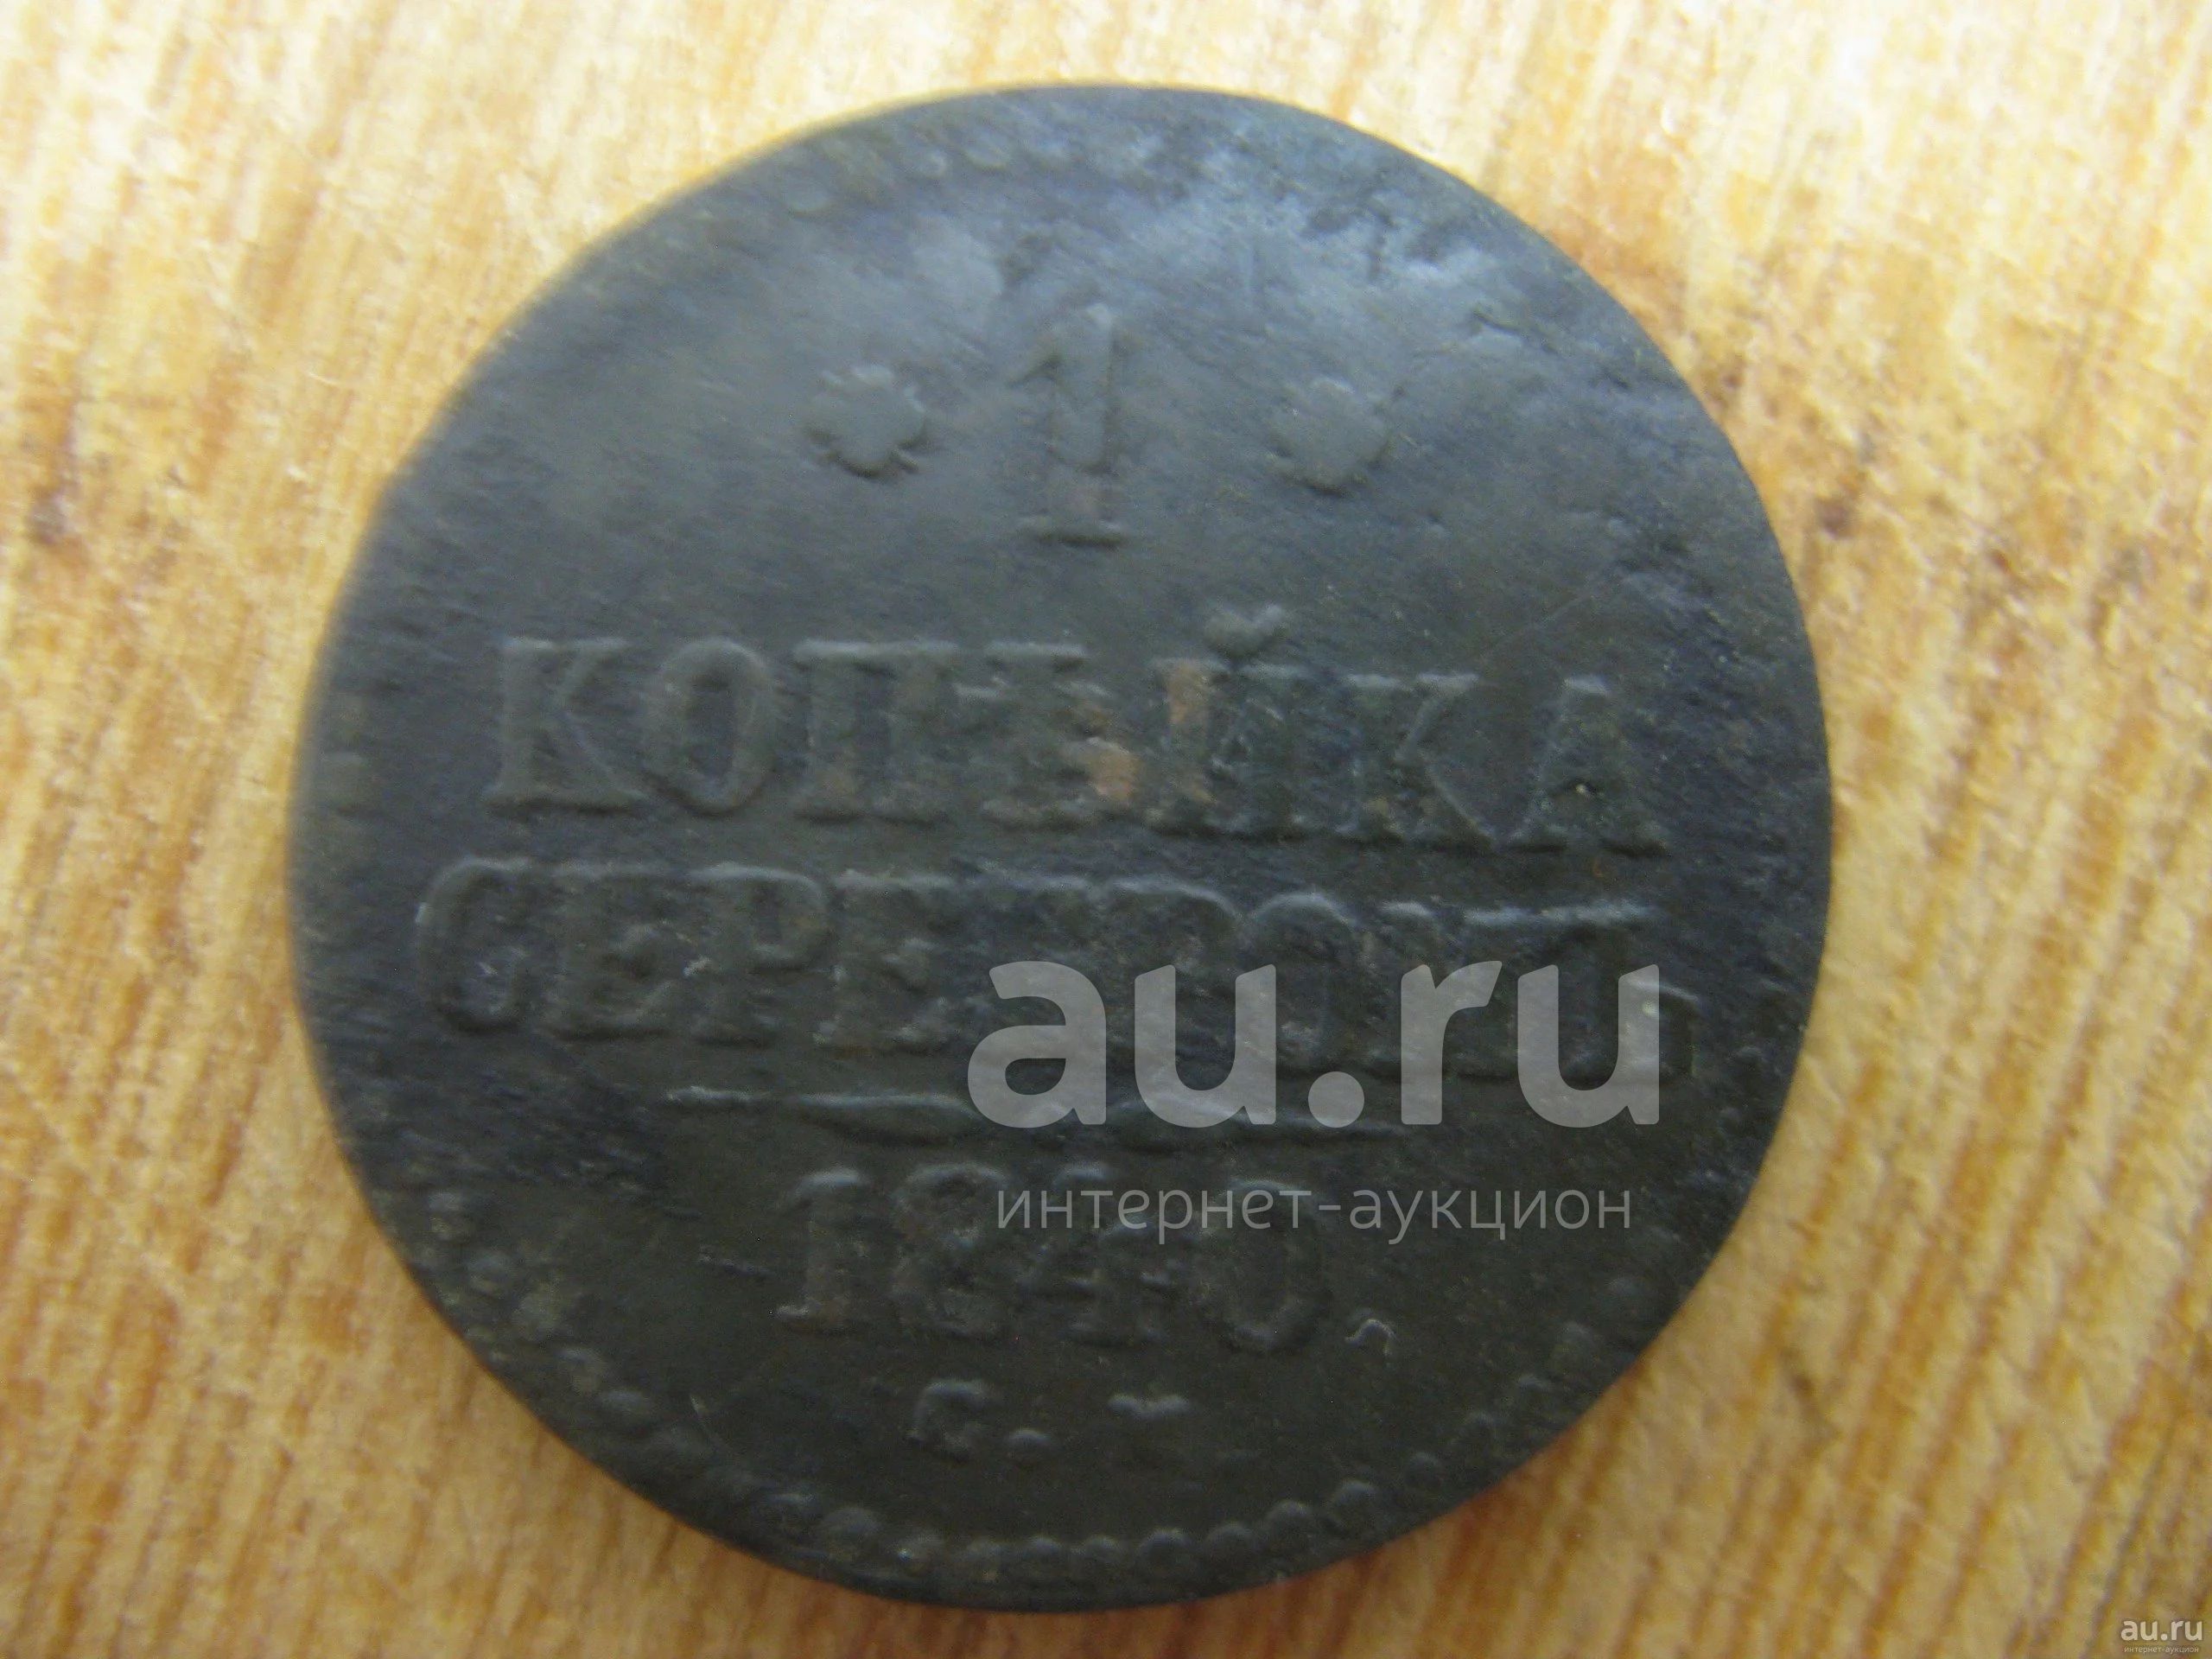 1
КОПѢЙКА
СЕРЕБРОМЪ
1840.
С.
au.ru
интернет-аукцион
au.ru
интернет-аукцион